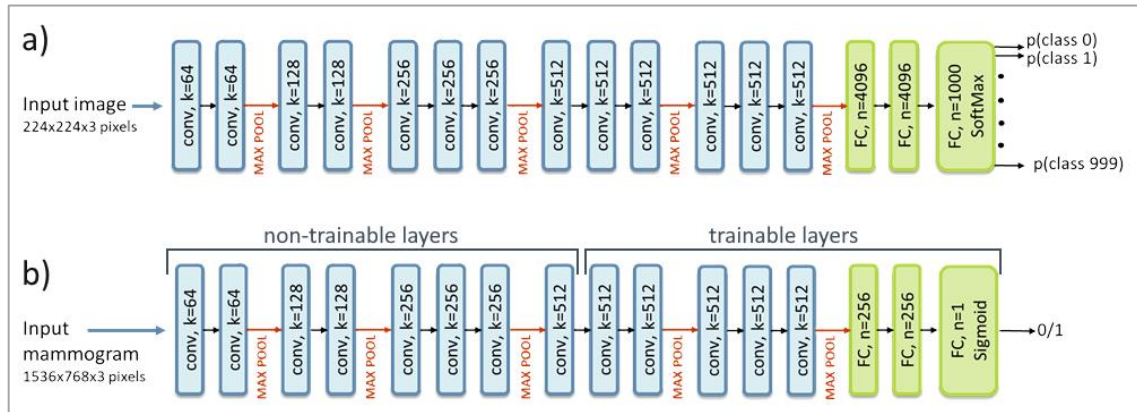 a)
Input image
224x224x3 pixels
conv, k=64
conv, k=64
MAX POOL
conv, k=128
conv, k=128
MAX POOL
conv, k=256
conv, k=256
conv, k=256
MAX POOL
conv, k=512
conv, k=512
conv, k=512
MAX POOL
conv, k=512
conv, k=512
conv, k=512
MAX POOL
FC, n=4096
FC, n=4096
FC, n=1000
SoftMax
p(class 0)
p(class 1)
p(class 999)
non-trainable layers
trainable layers
b)
Input
mammogram
1536x768x3 pixels
conv, k=64
conv, k=64
MAX POOL
conv, k=128
conv, k=128
MAX POOL
conv, k=256
conv, k=256
conv, k=256
MAX POOL
conv, k=512
conv, k=512
conv, k=512
MAX POOL
conv, k=512
conv, k=512
conv, k=512
MAX POOL
FC, n=256
FC, n=256
FC, n=1
Sigmoid
0/1